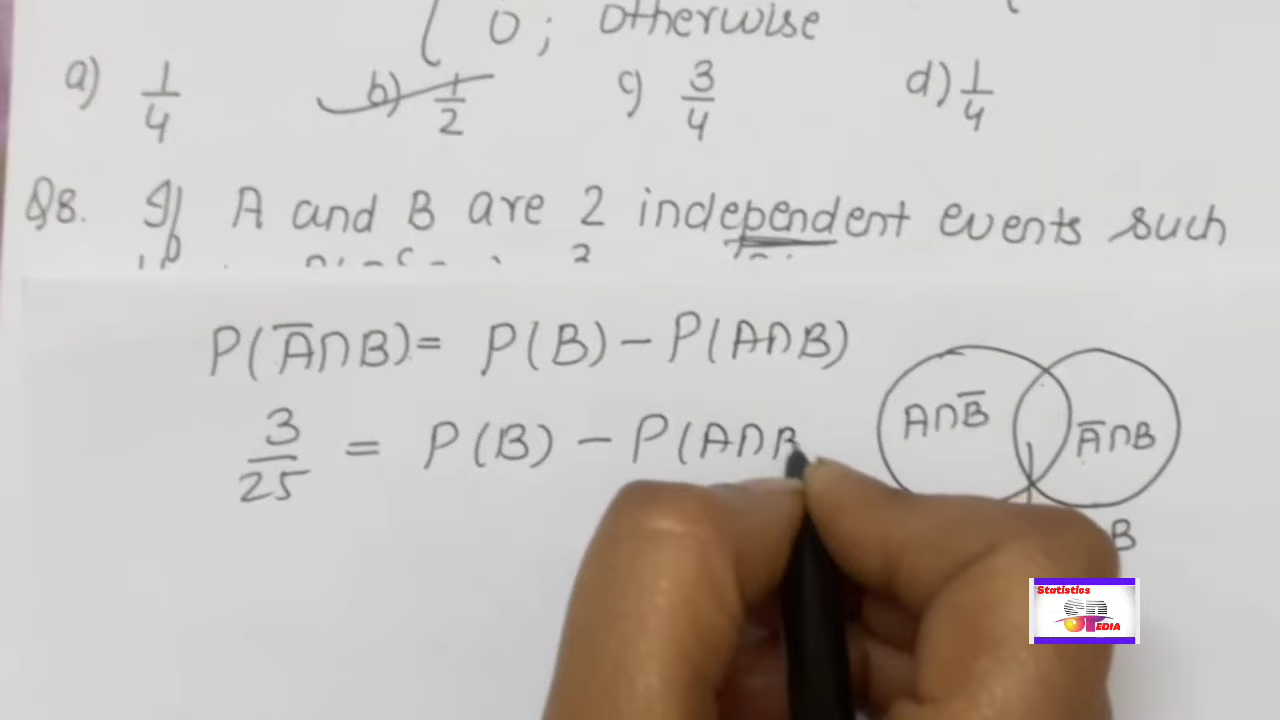 0; otherwise
a) 1/4 b) 1/2 c) 3/4 d) 1/4
Q8. If A and B are 2 independent events such
P(A̅∩B) = P(B) - P(A∩B)
3/25 = P(B) - P(A∩B
A∩B̅ A̅∩B
B
Statistics
PEDIA